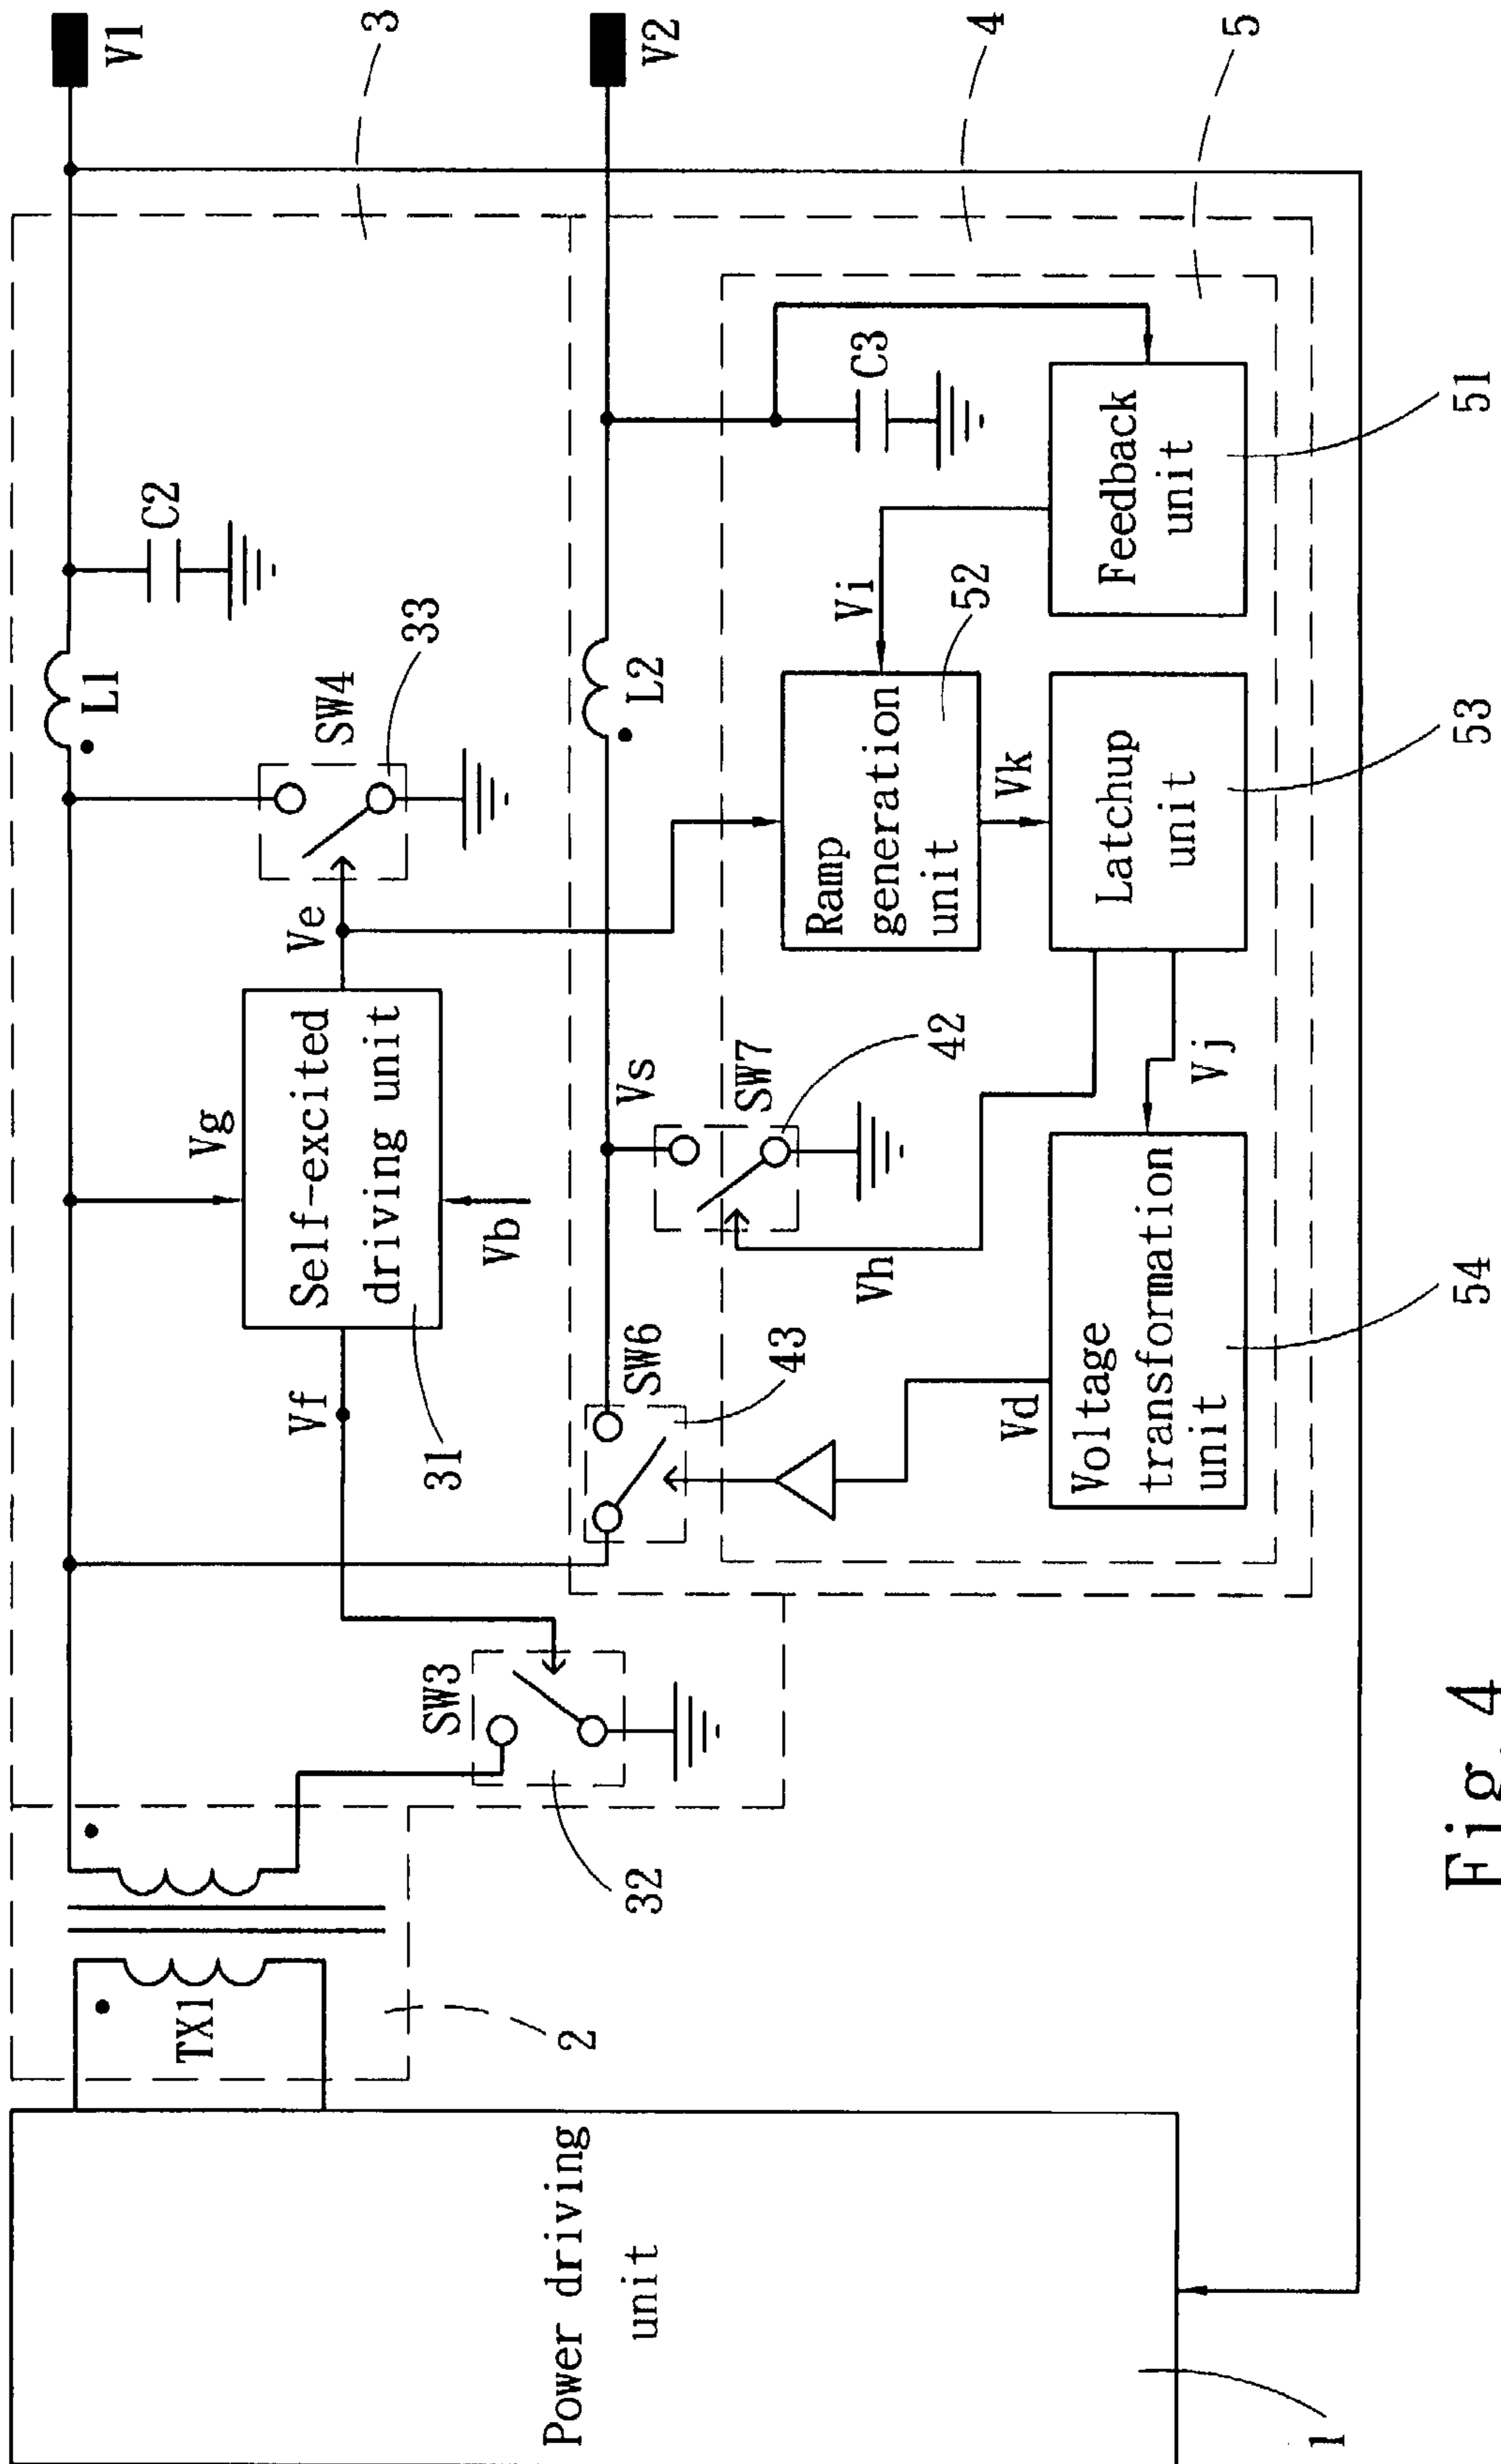 Power driving
unit
1
TX1
2
SW3
32
Vf
31
Self-excited
driving unit
Vg
Vb
Ve
SW4
33
L1
C2
V1
3
SW6
43
Vs
SW7
42
Vh
L2
V2
4
5
C3
Feedback
unit
51
Vi
Ramp
generation
unit
52
Vk
Latchup
unit
53
Vj
Voltage
transformation
unit
54
Vd
Fig. 4